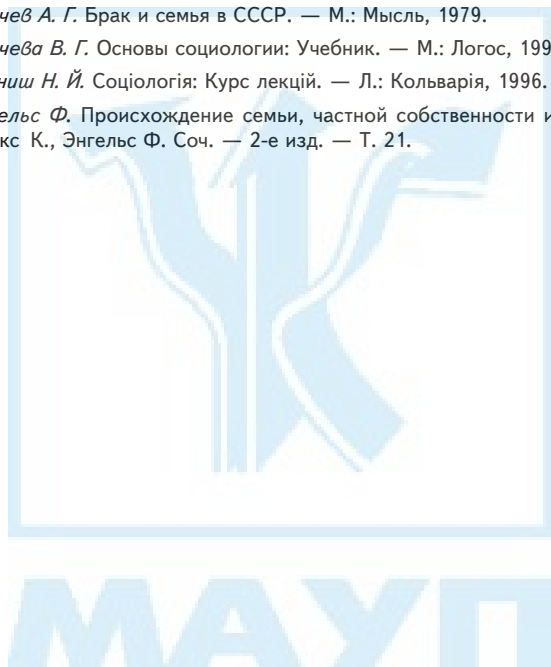 чев А. Г. Брак и семья в СССР. — М.: Мысль, 1979.
чева В. Г. Основы социологии: Учебник. — М.: Логос, 199
ниш Н. Й. Соціологія: Курс лекцій. — Л.: Кольварія, 1996.
ельс Ф. Происхождение семьи, частной собственности и
кс К., Энгельс Ф. Соч. — 2-е изд. — Т. 21.
МАУП